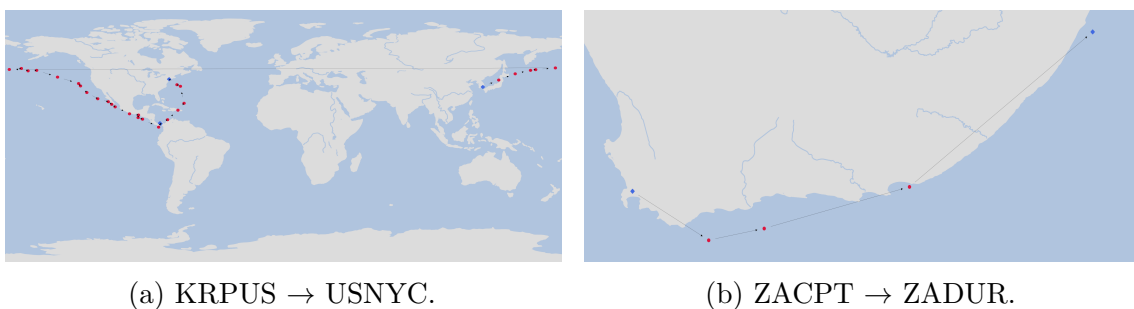 (a) KRPUS → USNYC.
(b) ZACPT → ZADUR.